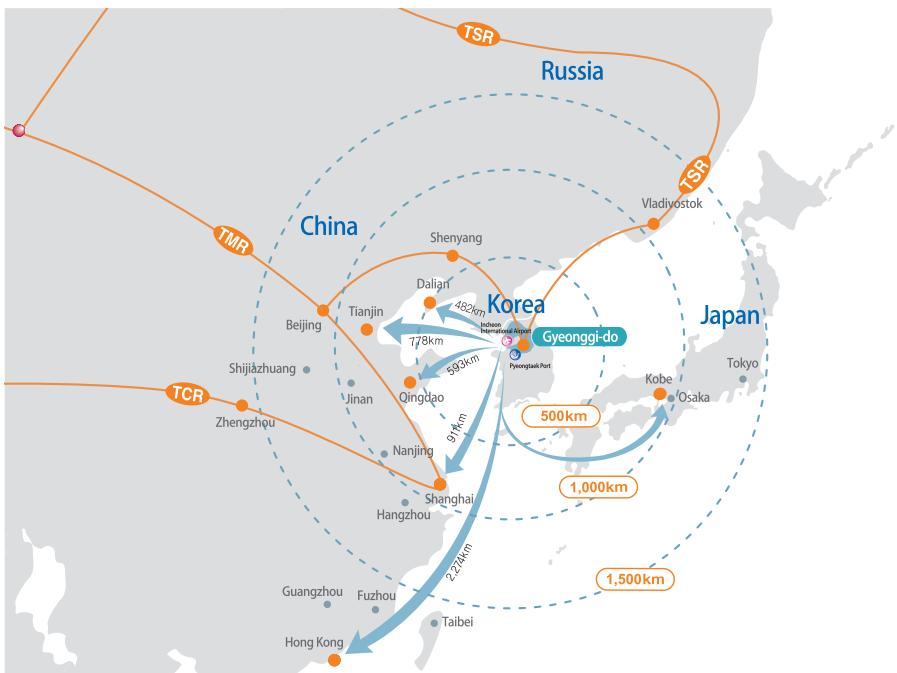 TSR
Russia
TSR
Vladivostok
China
TMR
Shenyang
Dalian
482km
Korea
Tianjin
Beijing
Incheon
International Airport
Japan
778km
Gyeonggi-do
593km
Pyeongtaek Port
Shijiazhuang
Tokyo
Kobe
Osaka
TCR
Jinan
Qingdao
500km
Zhengzhou
911km
Nanjing
1,000km
Shanghai
Hangzhou
2,274km
1,500km
Guangzhou
Fuzhou
Taibei
Hong Kong